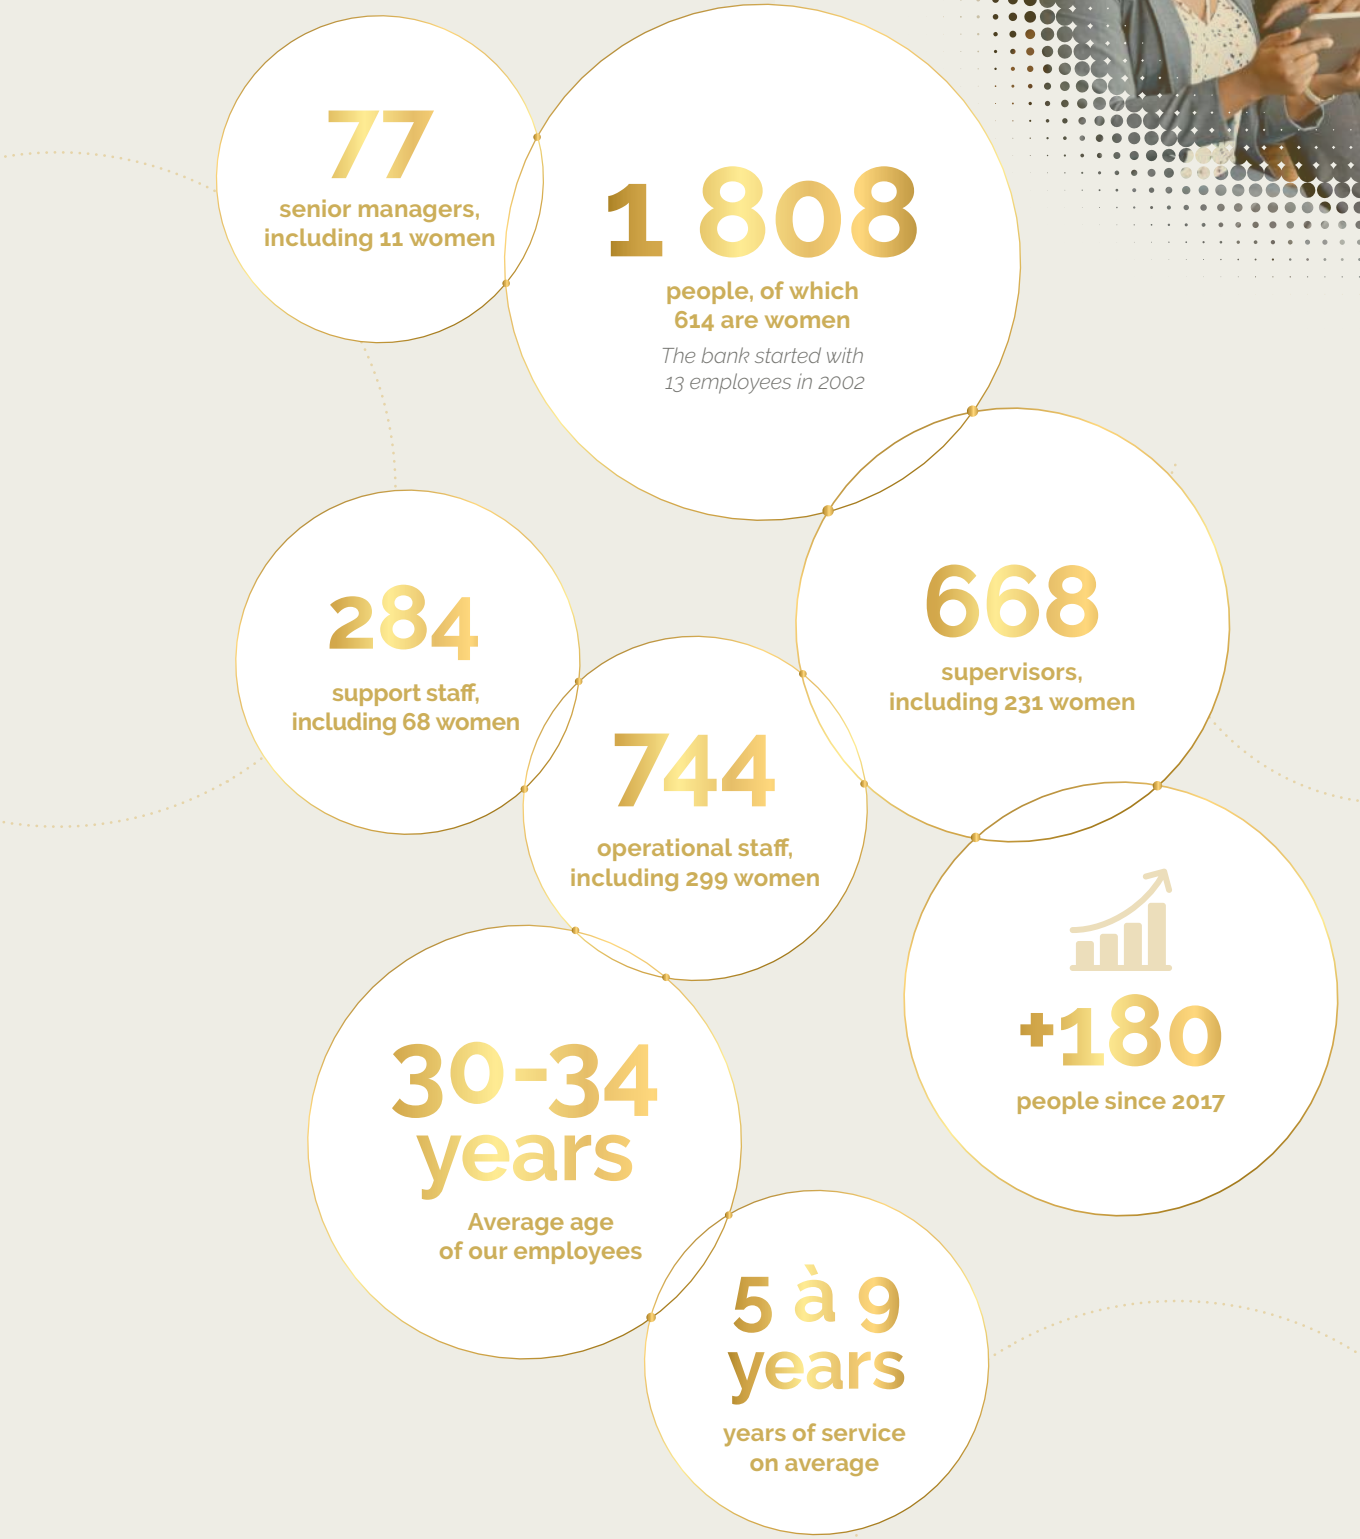 77
senior managers,
including 11 women
1 808
people, of which
614 are women
The bank started with
13 employees in 2002
668
supervisors,
including 231 women
284
support staff,
including 68 women
744
operational staff,
including 299 women
+180
people since 2017
30-34
years
Average age
of our employees
5 à 9
years
years of service
on average